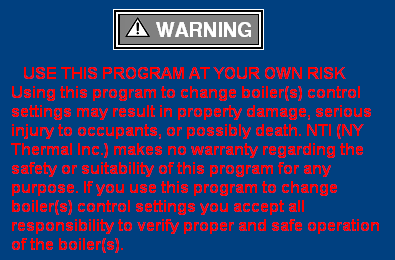 WARNING
USE THIS PROGRAM AT YOUR OWN RISK
Using this program to change boiler(s) control
settings may result in property damage, serious
injury to occupants, or possibly death. NTI (NY
Thermal Inc.) makes no warranty regarding the
safety or suitability of this program for any
purpose. If you use this program to change
boiler(s) control settings you accept all
responsibility to verify proper and safe operation
of the boiler(s).